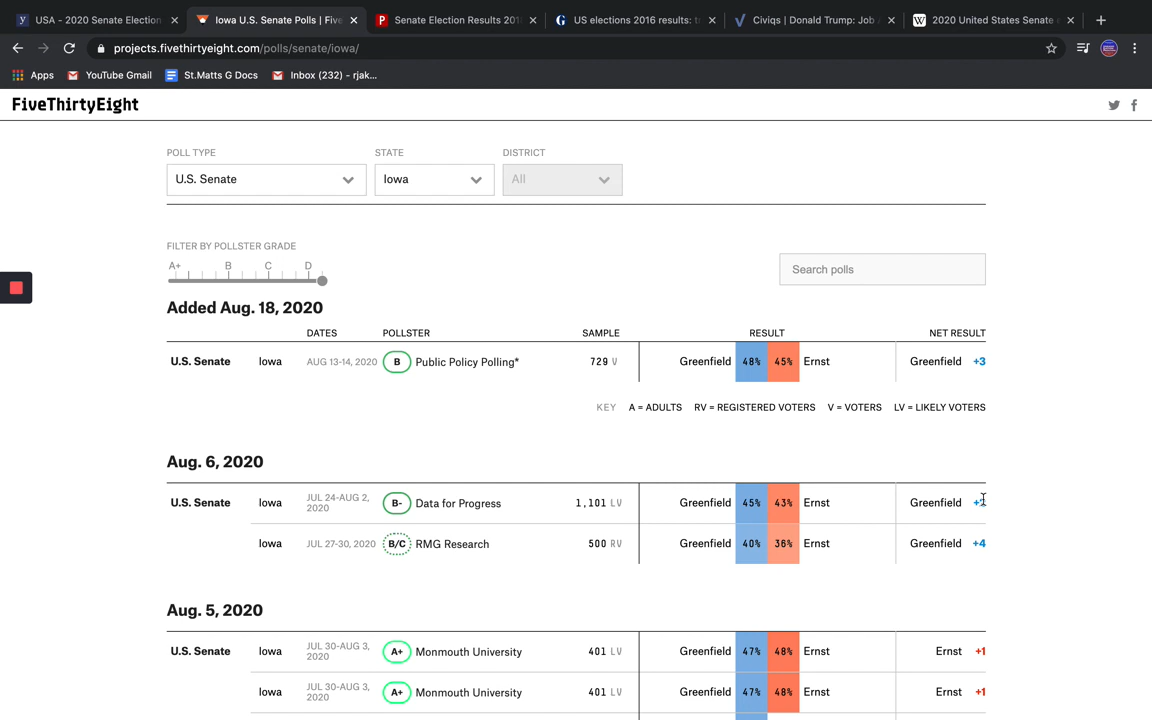 USA - 2020 Senate Election
Iowa U.S. Senate Polls | Five
Senate Election Results 201
US elections 2016 results: t
Civiqs | Donald Trump: Job A
2020 United States Senate e
projects.fivethirtyeight.com/polls/senate/iowa/
Apps
YouTube Gmail
St.Matts G Docs
Inbox (232) - rjak...
FiveThirtyEight
POLL TYPE STATE DISTRICT
U.S. Senate Iowa All
FILTER BY POLLSTER GRADE
A+ B C D
Search polls
Added Aug. 18, 2020
DATES POLLSTER SAMPLE RESULT NET RESULT
U.S. Senate Iowa AUG 13-14, 2020 B Public Policy Polling* 729 V Greenfield 48% 45% Ernst Greenfield +3
KEY A = ADULTS RV = REGISTERED VOTERS V = VOTERS LV = LIKELY VOTERS
Aug. 6, 2020
U.S. Senate Iowa JUL 24-AUG 2, 2020 B- Data for Progress 1,101 LV Greenfield 45% 43% Ernst Greenfield
Iowa JUL 27-30, 2020 B/C RMG Research 500 RV Greenfield 40% 36% Ernst Greenfield +4
Aug. 5, 2020
U.S. Senate Iowa JUL 30-AUG 3, 2020 A+ Monmouth University 401 LV Greenfield 47% 48% Ernst Ernst +1
Iowa JUL 30-AUG 3, 2020 A+ Monmouth University 401 LV Greenfield 47% 48% Ernst Ernst +1